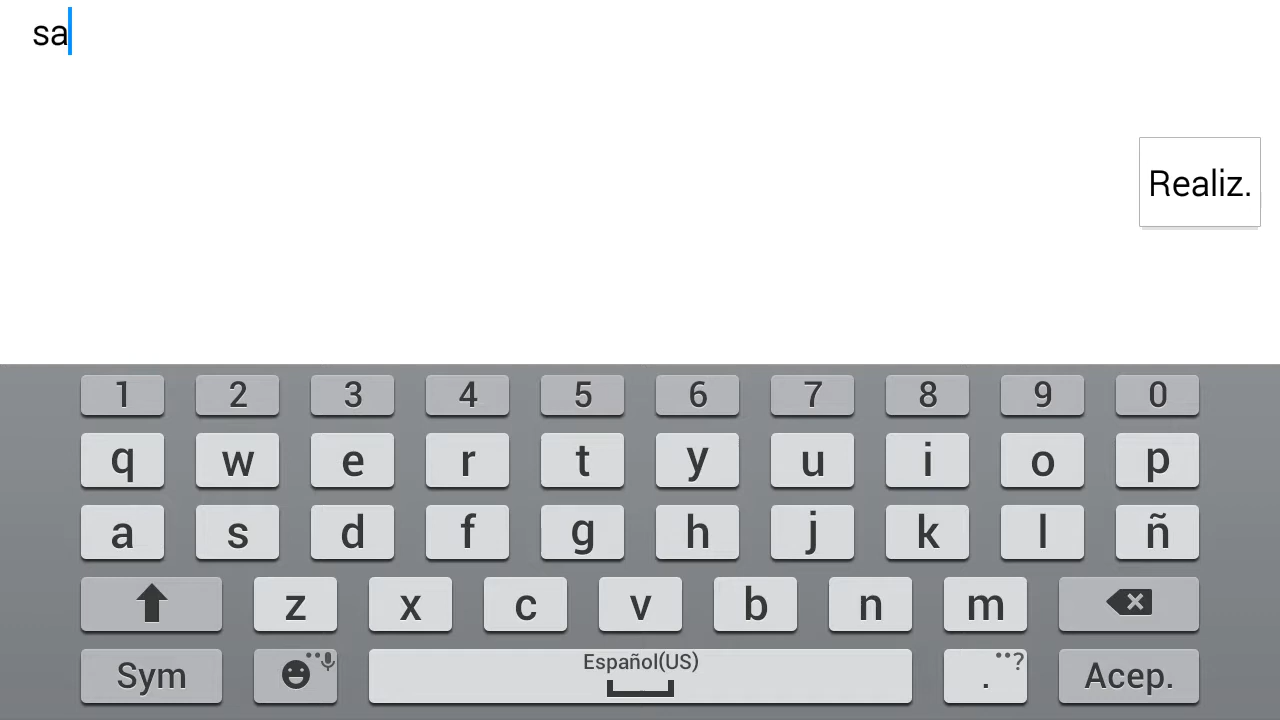 sa
Realiz.
1 2 3 4 5 6 7 8 9 0
q w e r t y u i o p
a s d f g h j k l ñ
z x c v b n m
Sym Español(US) . ? Acep.